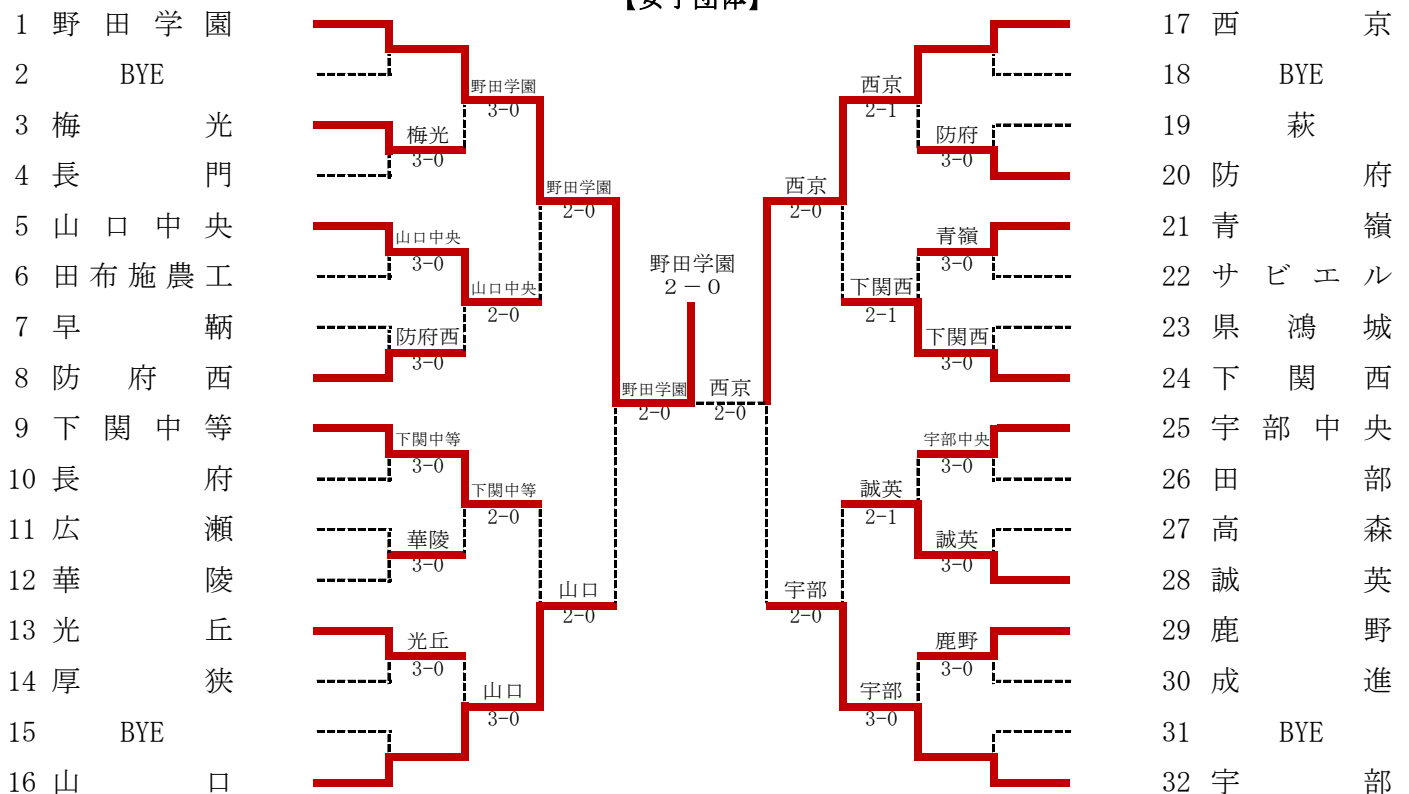 【女子団体】
1 野田学園
2 BYE
3 梅光
4 長門
5 山口中央
6 田布施農工
7 早鞆
8 防府西
9 下関中等
10 長府
11 広瀬
12 華陵
13 光丘
14 厚狭
15 BYE
16 山口
梅光
3-0
山口中央
3-0
防府西
3-0
下関中等
3-0
華陵
3-0
光丘
3-0
野田学園
3-0
山口中央
2-0
下関中等
2-0
山口
3-0
野田学園
2-0
山口
2-0
野田学園
2-0
野田学園
2－0
西京
2-0
西京
2-0
宇部
2-0
西京
2-1
下関西
2-1
誠英
2-1
宇部
3-0
防府
3-0
青嶺
3-0
下関西
3-0
宇部中央
3-0
誠英
3-0
鹿野
3-0
17 西京
18 BYE
19 萩
20 防府
21 青嶺
22 サビエル
23 県鴻城
24 下関西
25 宇部中央
26 田部
27 高森
28 誠英
29 鹿野
30 成進
31 BYE
32 宇部